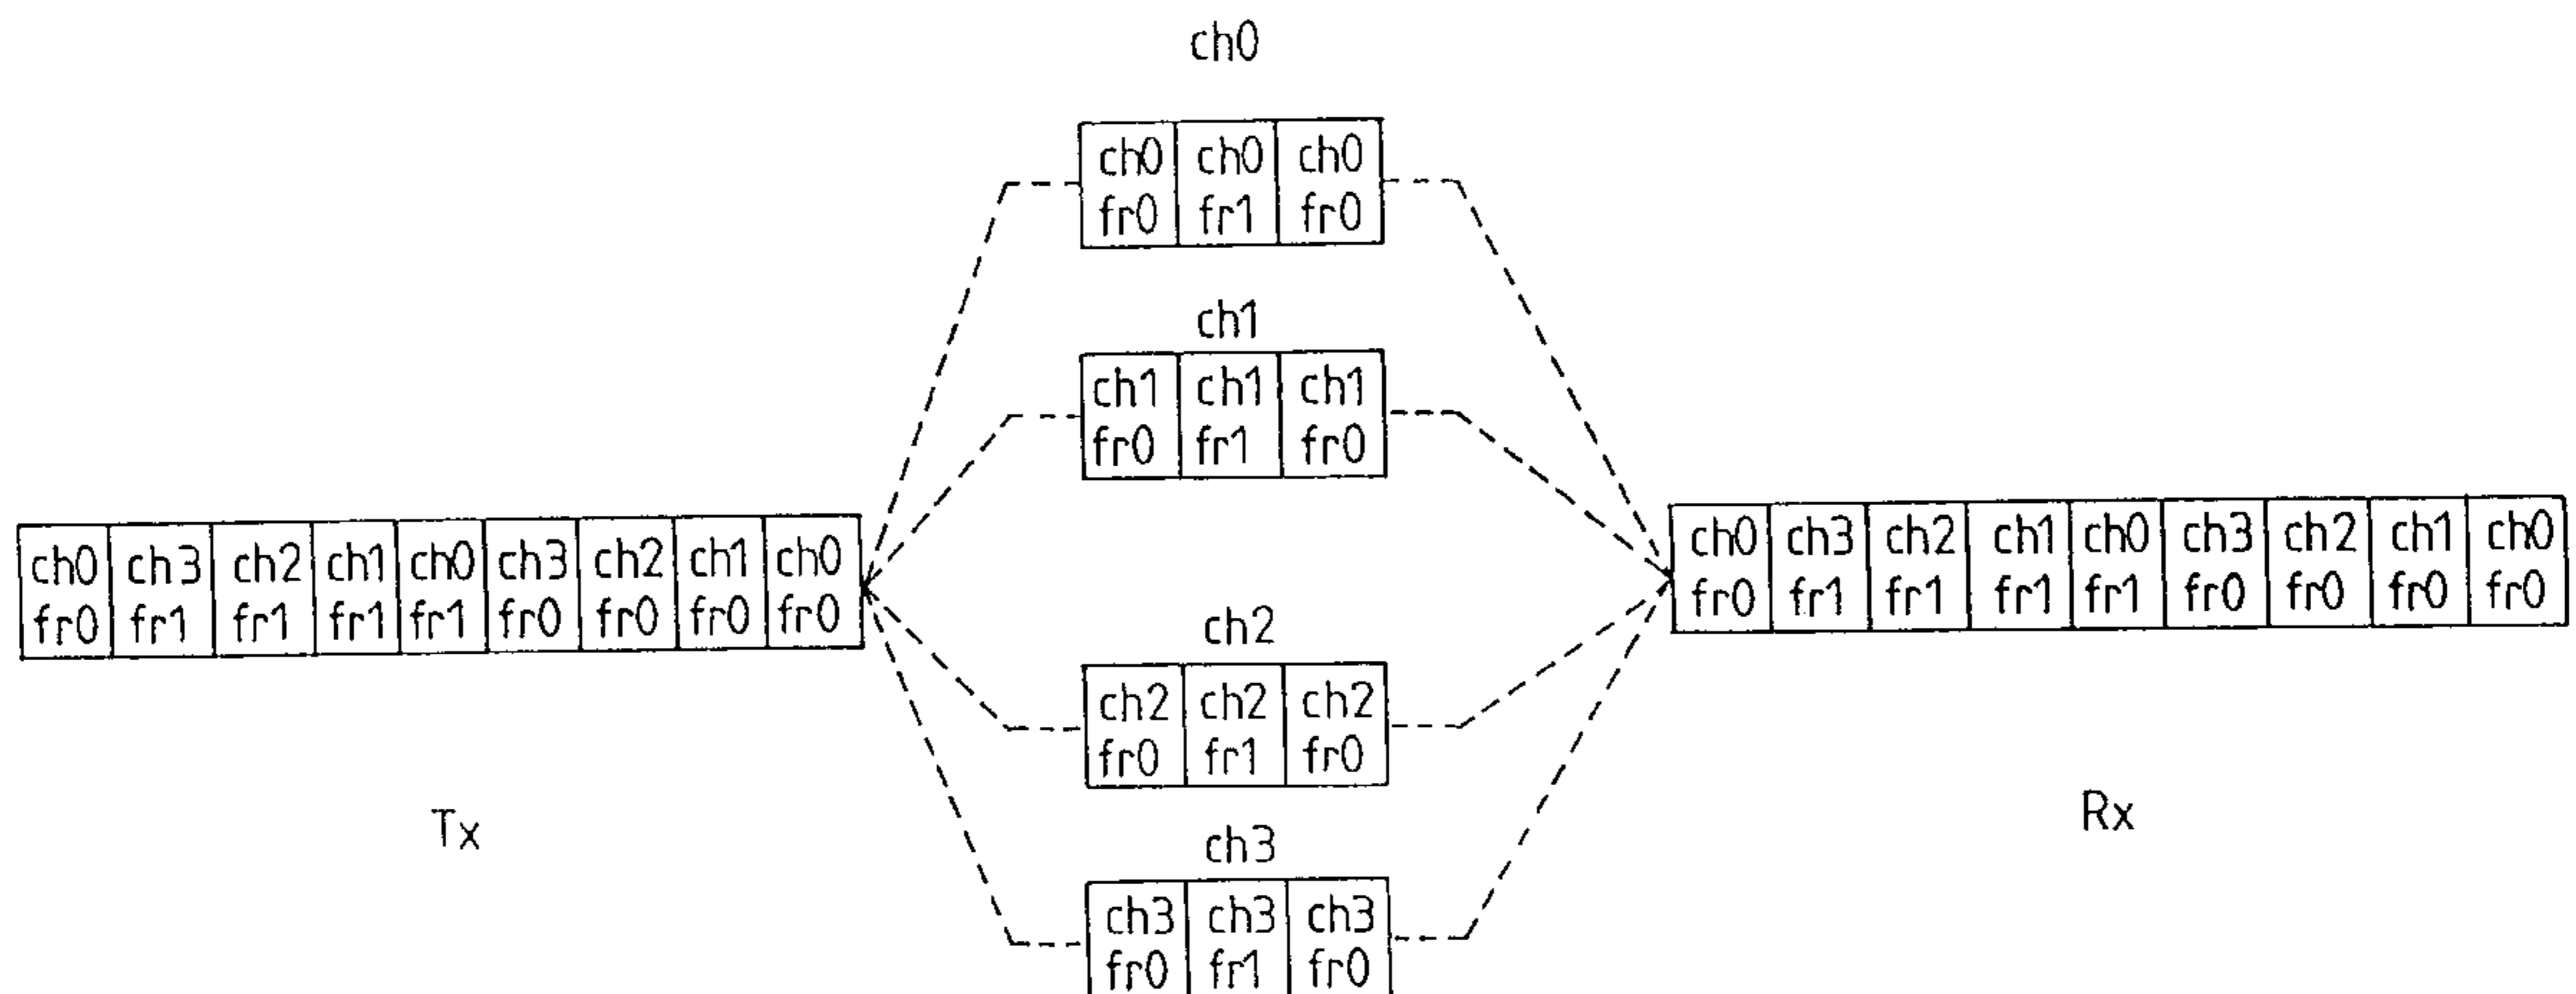 ch0
ch0 ch0 ch0
fr0 fr1 fr0
ch1
ch1 ch1 ch1
fr0 fr1 fr0
ch0 ch3 ch2 ch1 ch0 ch3 ch2 ch1 ch0
fr0 fr1 fr1 fr1 fr1 fr0 fr0 fr0 fr0
ch0 ch3 ch2 ch1 ch0 ch3 ch2 ch1 ch0
fr0 fr1 fr1 fr1 fr1 fr0 fr0 fr0 fr0
ch2
ch2 ch2 ch2
fr0 fr1 fr0
Tx
Rx
ch3
ch3 ch3 ch3
fr0 fr1 fr0